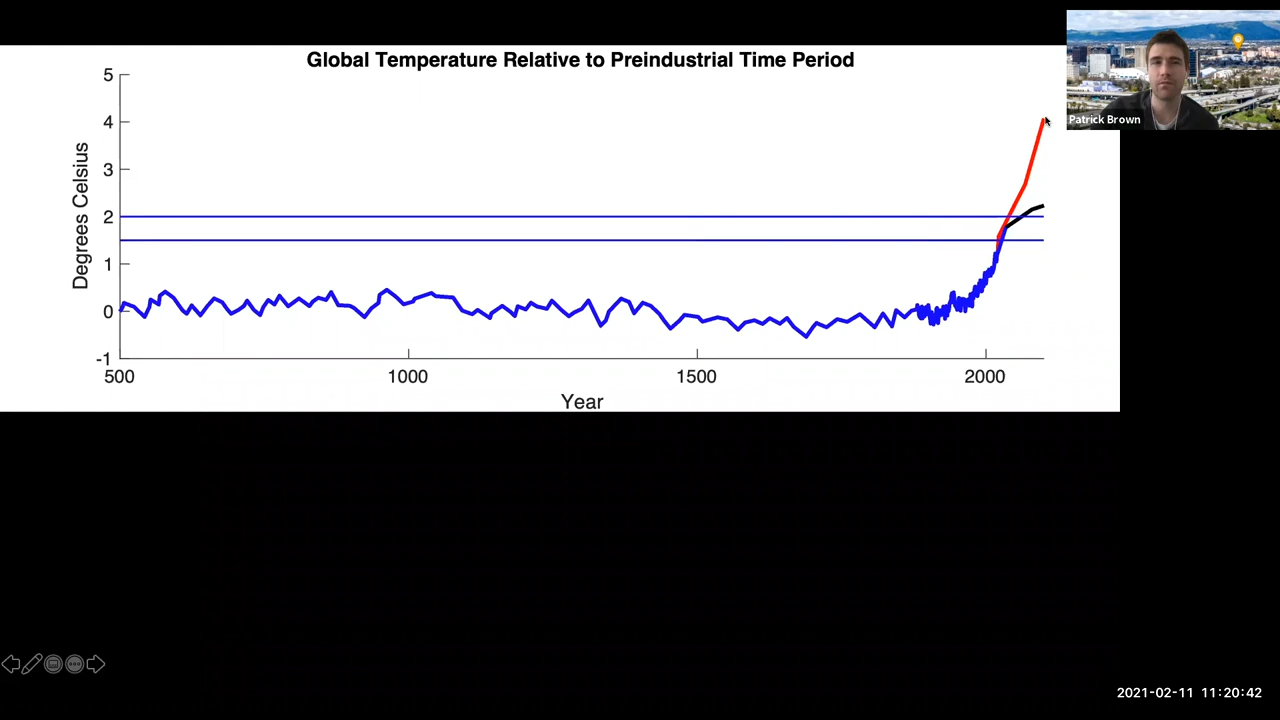 Global Temperature Relative to Preindustrial Time Period
5
4
3
2
1
0
-1
Degrees Celsius
500 1000 1500 2000
Year
Patrick Brown
2021-02-11 11:20:42